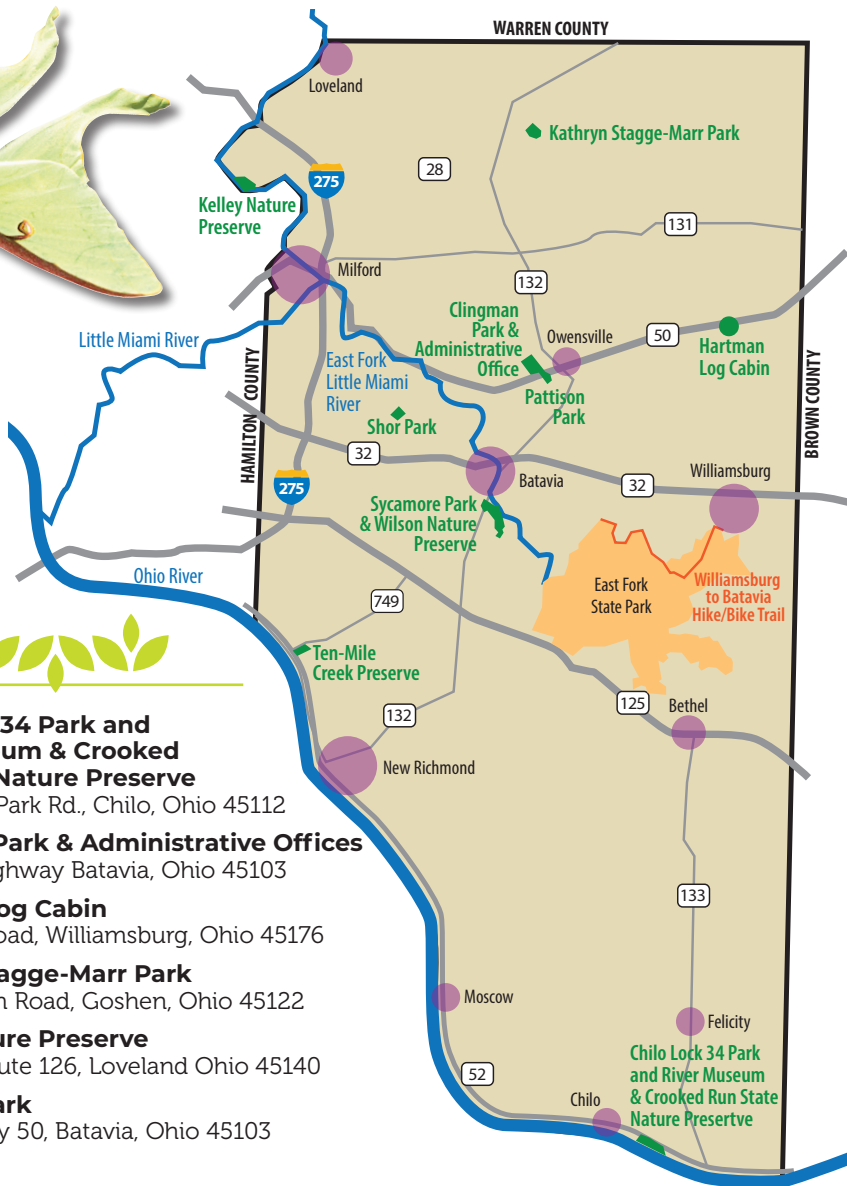 WARREN COUNTY
Loveland
Kathryn Stagge-Marr Park
28
275
Kelley Nature
Preserve
131
Milford
132
Clingman
Park &
Administrative
Office
Owensville
50
Hartman
Log Cabin
Little Miami River
East Fork
Little Miami
River
Pattison
Park
HAMILTON COUNTY
BROWN COUNTY
Shor Park
32
Batavia
Williamsburg
32
275
Sycamore Park
& Wilson Nature
Preserve
Ohio River
East Fork
State Park
Williamsburg
to Batavia
Hike/Bike Trail
749
Ten-Mile
Creek Preserve
132
125
Bethel
New Richmond
133
Moscow
Felicity
52
Chilo
Chilo Lock 34 Park
and River Museum
& Crooked Run State
Nature Presertve
34 Park and
um & Crooked
Nature Preserve
Park Rd., Chilo, Ohio 45112
Park & Administrative Offices
ghway Batavia, Ohio 45103
og Cabin
oad, Williamsburg, Ohio 45176
agge-Marr Park
n Road, Goshen, Ohio 45122
ure Preserve
ute 126, Loveland Ohio 45140
ark
y 50, Batavia, Ohio 45103